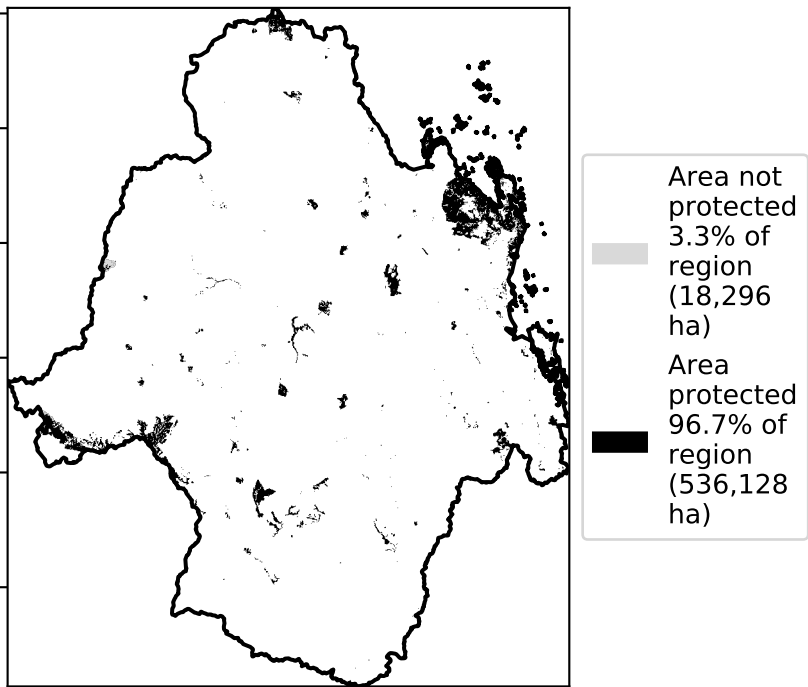 Area not
protected
3.3% of
region
(18,296
ha)
Area
protected
96.7% of
region
(536,128
ha)